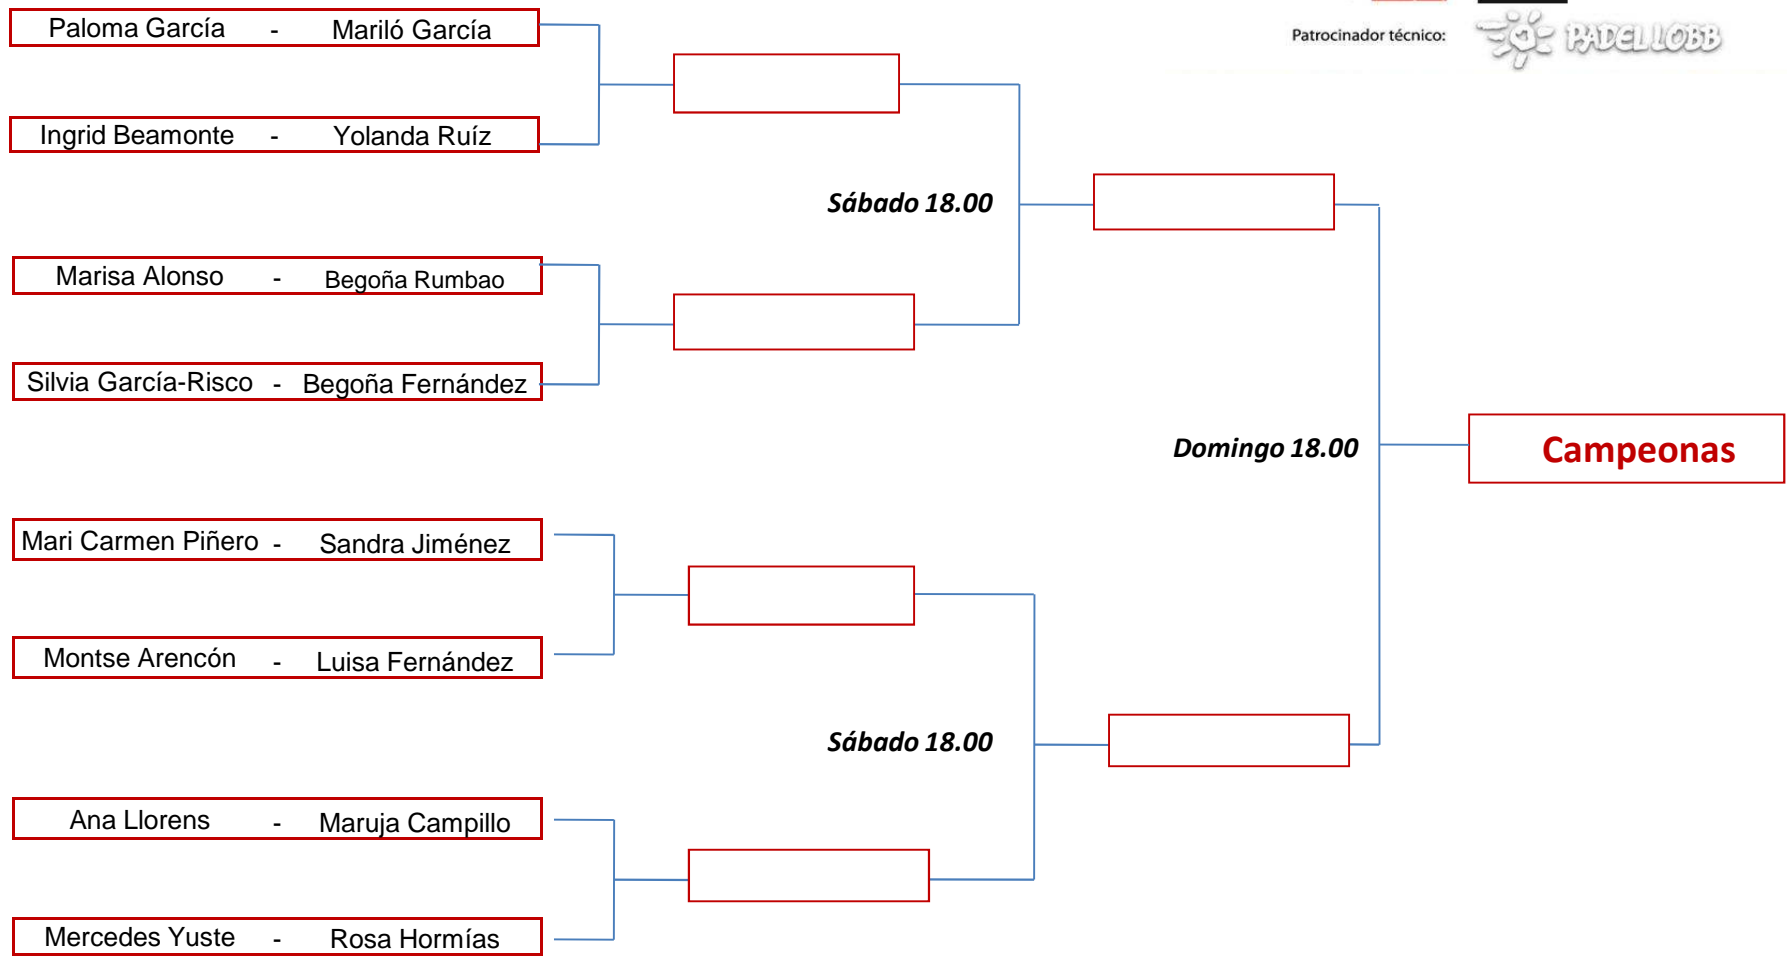 Patrocinador técnico: PADELLOBB
Paloma García - Mariló García
Ingrid Beamonte - Yolanda Ruíz
Sábado 18.00
Marisa Alonso - Begoña Rumbao
Silvia García-Risco - Begoña Fernández
Domingo 18.00
Campeonas
Mari Carmen Piñero - Sandra Jiménez
Montse Arencón - Luisa Fernández
Sábado 18.00
Ana Llorens - Maruja Campillo
Mercedes Yuste - Rosa Hormías